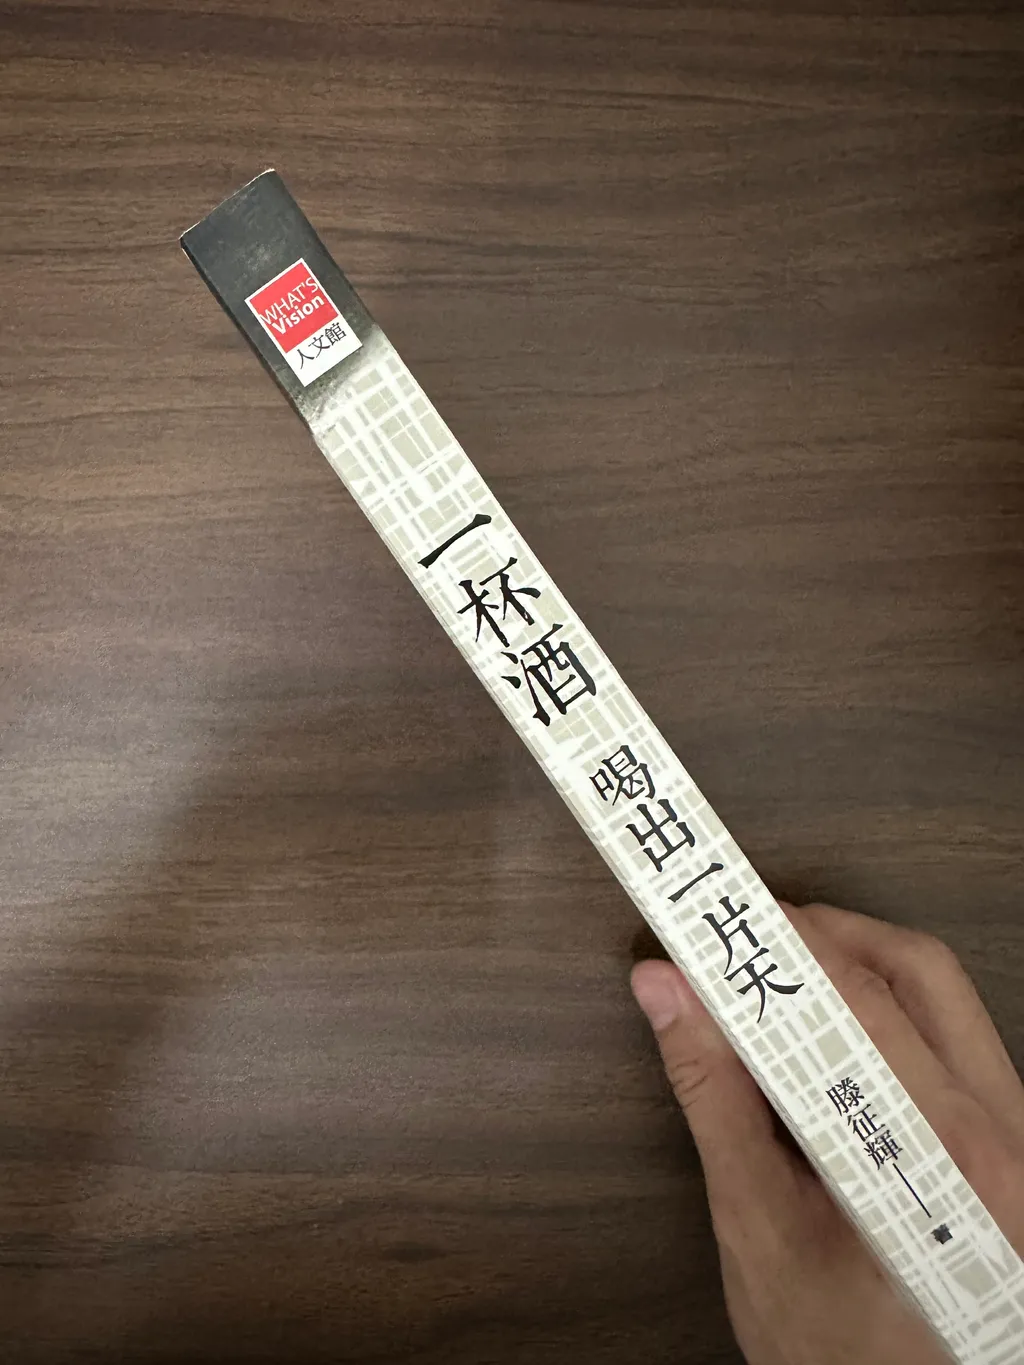 WHAT'S
Vision
人文館
一杯酒 喝出一片天
滕征輝──著